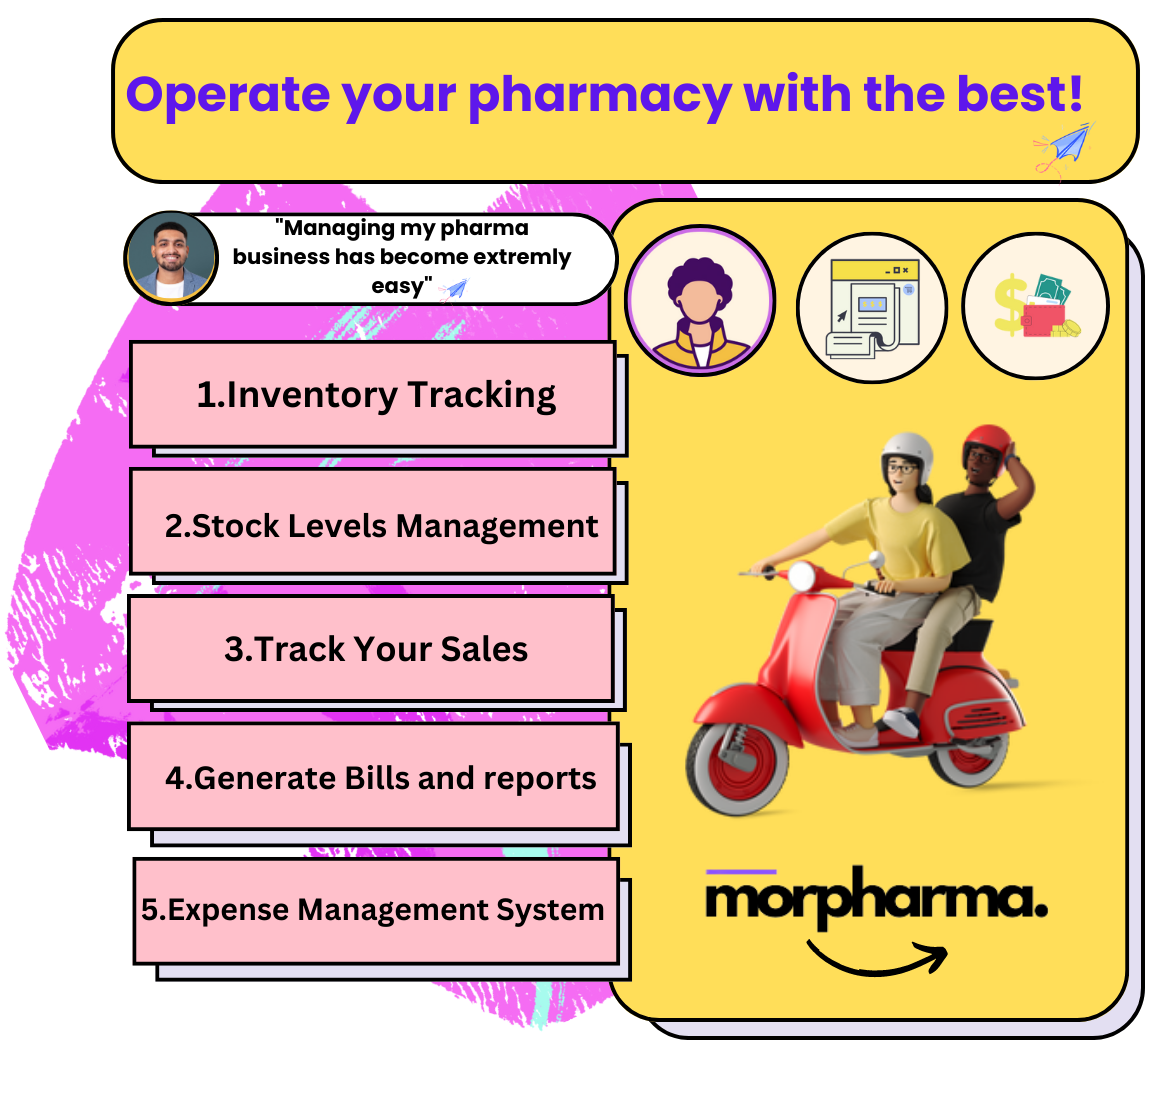 Operate your pharmacy with the best!
"Managing my pharma
business has become extremly
easy"
1.Inventory Tracking
2.Stock Levels Management
3.Track Your Sales
4.Generate Bills and reports
5.Expense Management System
morpharma.